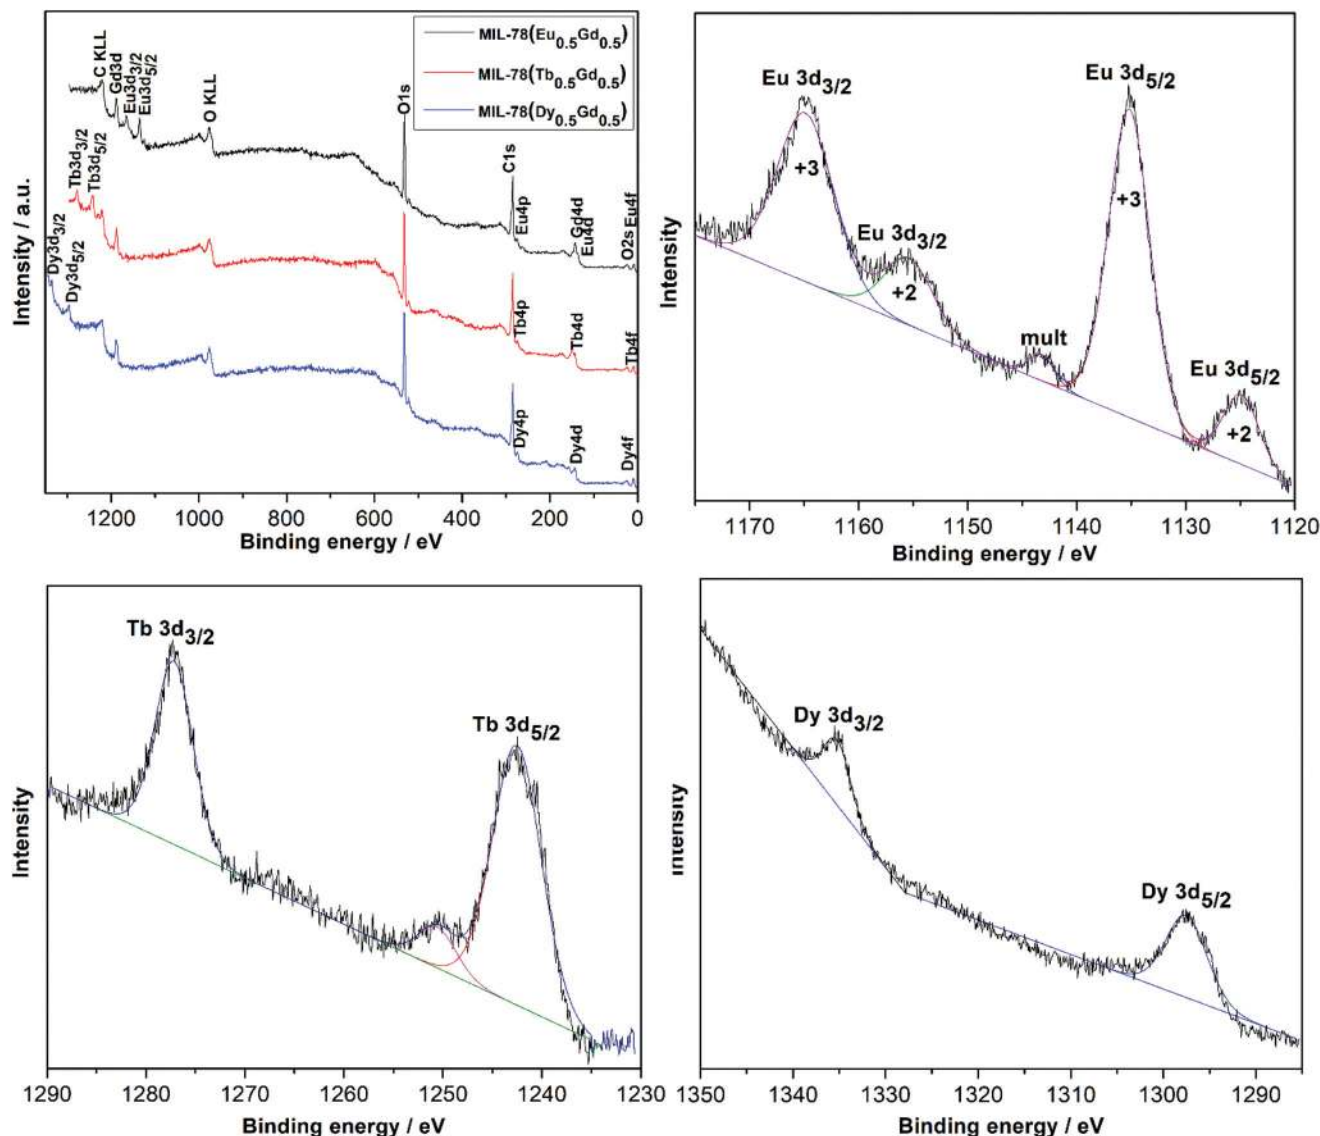 MIL-78(Eu0.5Gd0.5)
MIL-78(Tb0.5Gd0.5)
MIL-78(Dy0.5Gd0.5)
C KLL
Gd3d
Eu3d3/2
Eu3d5/2
O KLL
O1s
C1s
Eu4p
Gd4d
Eu4d
O2s
Eu4f
Tb3d3/2
Tb3d5/2
Tb4p
Tb4d
Tb4f
Dy3d3/2
Dy3d5/2
Dy4p
Dy4d
Dy4f
Intensity / a.u.
1200 1000 800 600 400 200 0
Binding energy / eV
Eu 3d3/2
+3
Eu 3d5/2
+3
Eu 3d3/2
+2
mult
Eu 3d5/2
+2
Intensity
1170 1160 1150 1140 1130 1120
Binding energy / eV
Tb 3d3/2
Tb 3d5/2
Intensity
1290 1280 1270 1260 1250 1240 1230
Binding energy / eV
Dy 3d3/2
Dy 3d5/2
Intensity
1350 1340 1330 1320 1310 1300 1290
Binding energy / eV